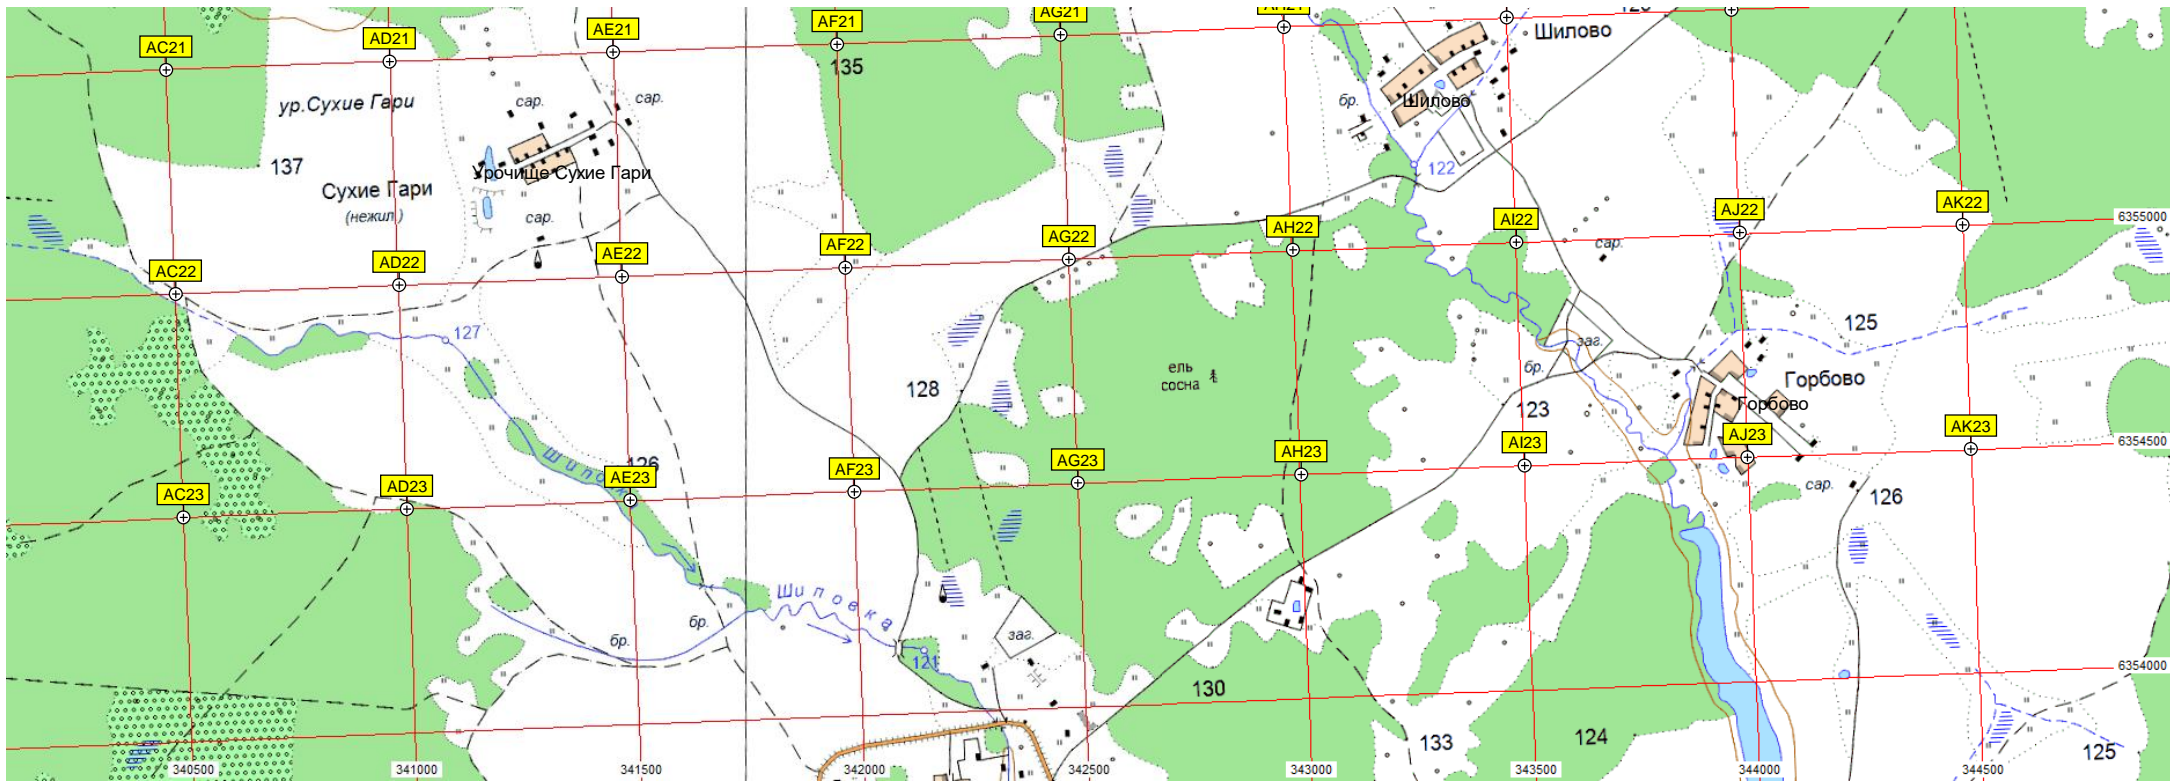 AC21
AD21
AE21
AF21
AG21
AH21
Шилово
135
ур.Сухие Гари
сар.
сар.
бр.
Шилово
137
Урочище Сухие Гари
Сухие Гари
(нежил.)
сар.
122
AC22
AD22
AE22
AF22
AG22
AH22
AI22
AJ22
AK22
6355000
сар.
127
125
заг.
бр.
ель
сосна
128
123
Горбово
Горбово
126
AC23
AD23
AE23
AF23
AG23
AH23
AI23
AJ23
AK23
6354500
сар.
126
Шиловка
бр.
бр.
заг.
121
6354000
130
133
124
125
340500
341000
341500
342000
342500
343000
343500
344000
344500